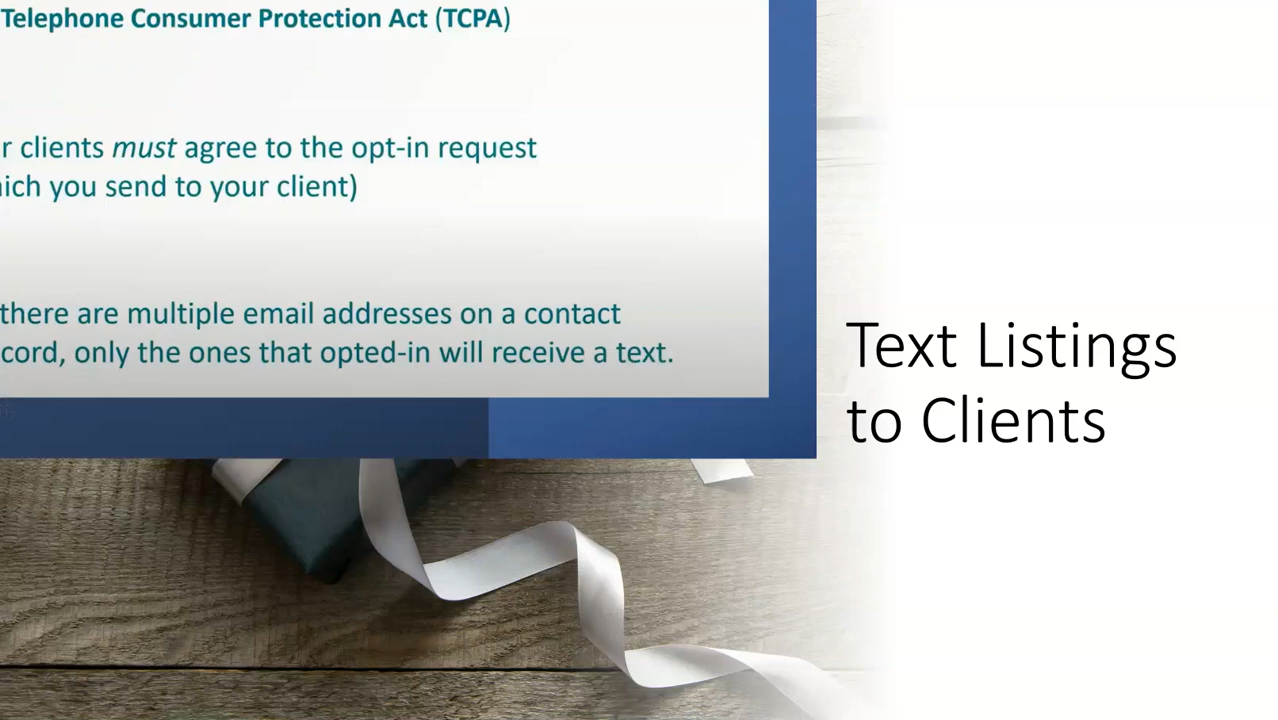 Telephone Consumer Protection Act (TCPA)
r clients must agree to the opt-in request
ich you send to your client)
there are multiple email addresses on a contact
cord, only the ones that opted-in will receive a text.
Text Listings
to Clients